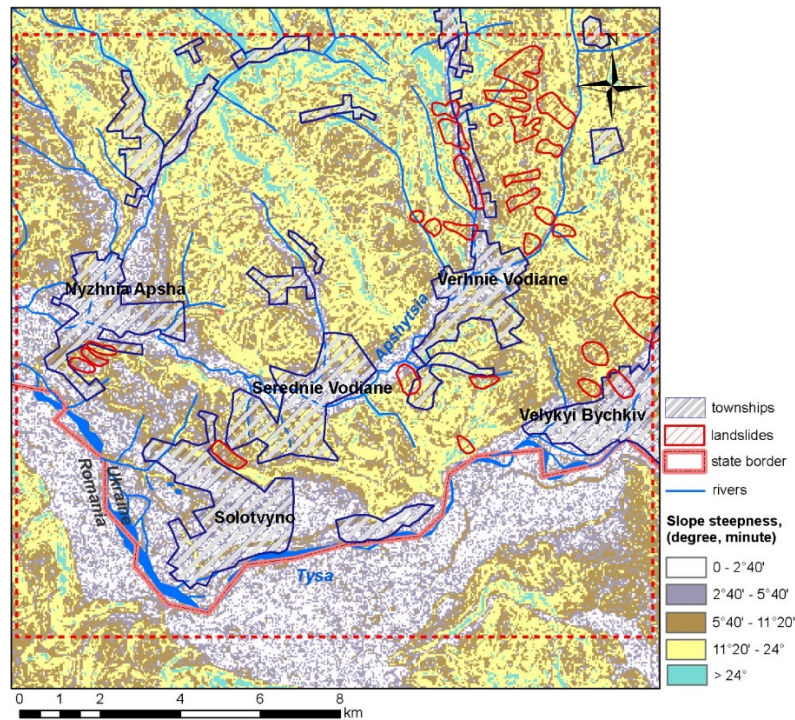 N
Nyzhnia Apsha
Verhnie Vodiane
Apshytsia
Serednie Vodiane
Velykyi Bychkiv
Ukraine
Romania
Solotvyno
Tysa
townships
landslides
state border
rivers
Slope steepness,
(degree, minute)
0 - 2°40'
2°40' - 5°40'
5°40' - 11°20'
11°20' - 24°
> 24°
0 1 2 4 6 8
km